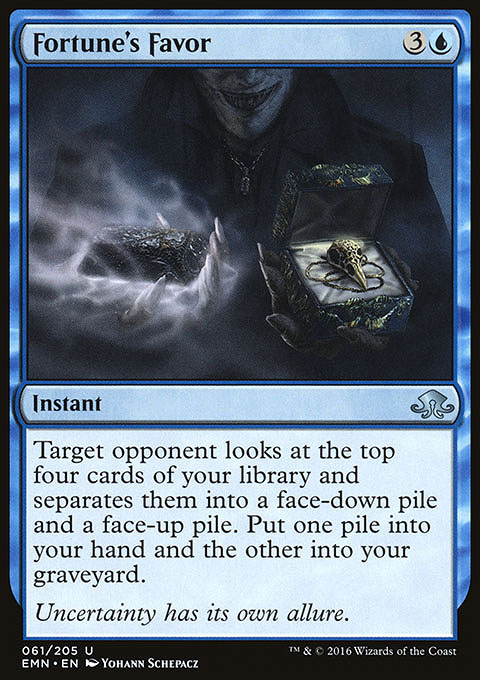 Fortune's Favor 3
Instant
Target opponent looks at the top
four cards of your library and
separates them into a face-down pile
and a face-up pile. Put one pile into
your hand and the other into your
graveyard.
Uncertainty has its own allure.
061/205 U
EMN • EN Yohann Schepacz
™ & © 2016 Wizards of the Coast